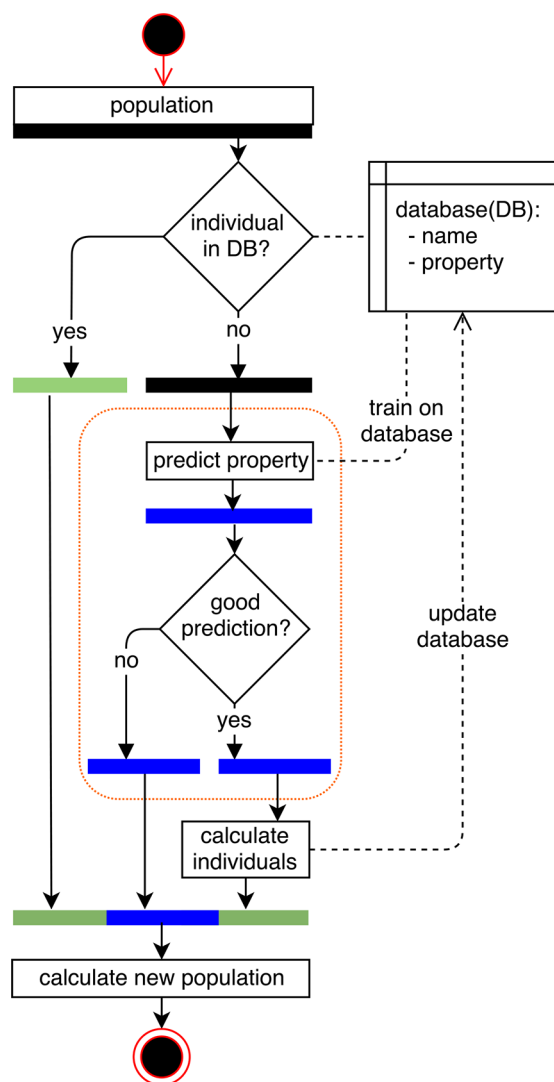 population
individual
in DB?
database(DB):
- name
- property
yes
no
train on
database
predict property
good
prediction?
update
database
no
yes
calculate
individuals
calculate new population